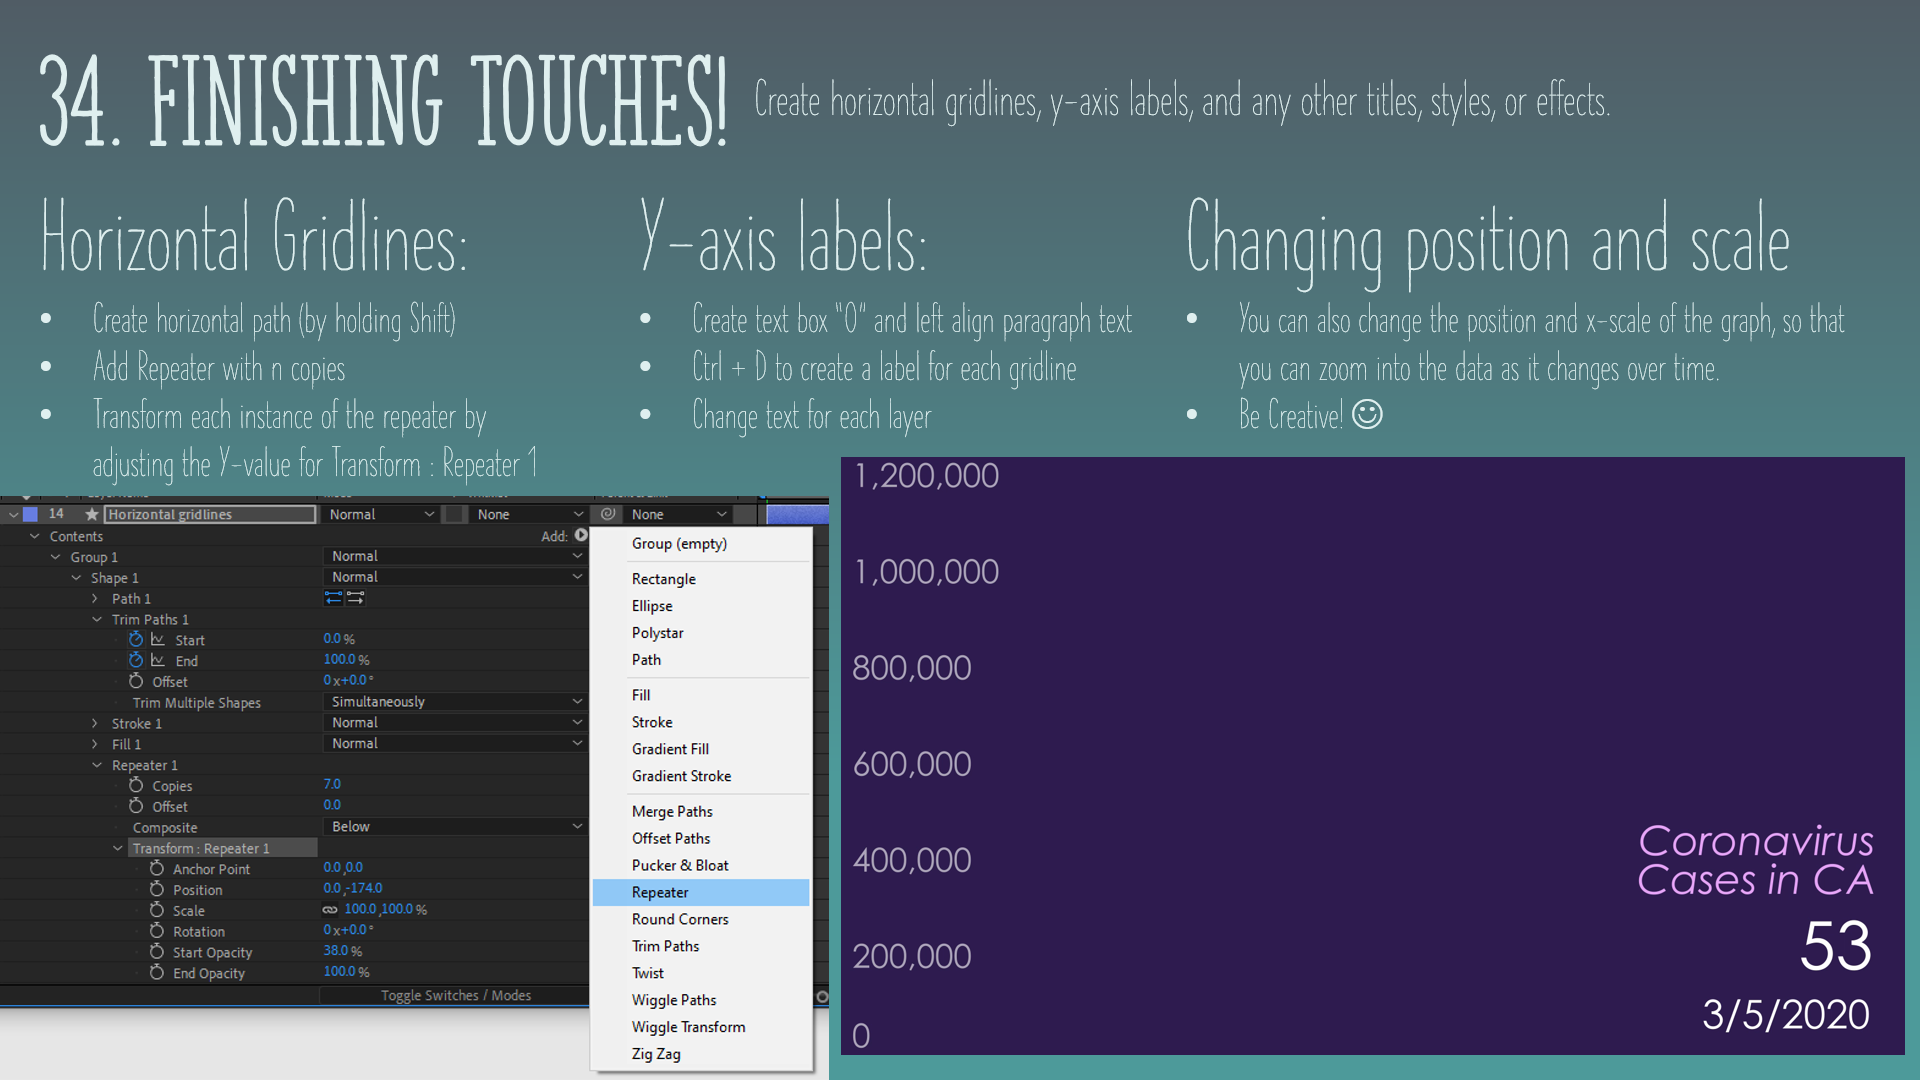 34. FINISHING TOUCHES!
Create horizontal gridlines, y-axis labels, and any other titles, styles, or effects.
Horizontal Gridlines:
• Create horizontal path (by holding Shift)
• Add Repeater with n copies
• Transform each instance of the repeater by
adjusting the Y-value for Transform : Repeater 1
Y-axis labels:
• Create text box "0" and left align paragraph text
• Ctrl + D to create a label for each gridline
• Change text for each layer
Changing position and scale
• You can also change the position and x-scale of the graph, so that
you can zoom into the data as it changes over time.
• Be Creative! ☺
14 Horizontal gridlines Normal None None
Contents Add:
Group 1 Normal
Shape 1 Normal
Path 1
Trim Paths 1
Start 0.0 %
End 100.0 %
Offset 0x+0.0°
Trim Multiple Shapes Simultaneously
Stroke 1 Normal
Fill 1 Normal
Repeater 1
Copies 7.0
Offset 0.0
Composite Below
Transform : Repeater 1
Anchor Point 0.0,0.0
Position 0.0,-174.0
Scale 100.0,100.0 %
Rotation 0x+0.0°
Start Opacity 38.0 %
End Opacity 100.0 %
Toggle Switches / Modes
Group (empty)
Rectangle
Ellipse
Polystar
Path
Fill
Stroke
Gradient Fill
Gradient Stroke
Merge Paths
Offset Paths
Pucker & Bloat
Repeater
Round Corners
Trim Paths
Twist
Wiggle Paths
Wiggle Transform
Zig Zag
1,200,000
1,000,000
800,000
600,000
400,000
200,000
0
Coronavirus
Cases in CA
53
3/5/2020